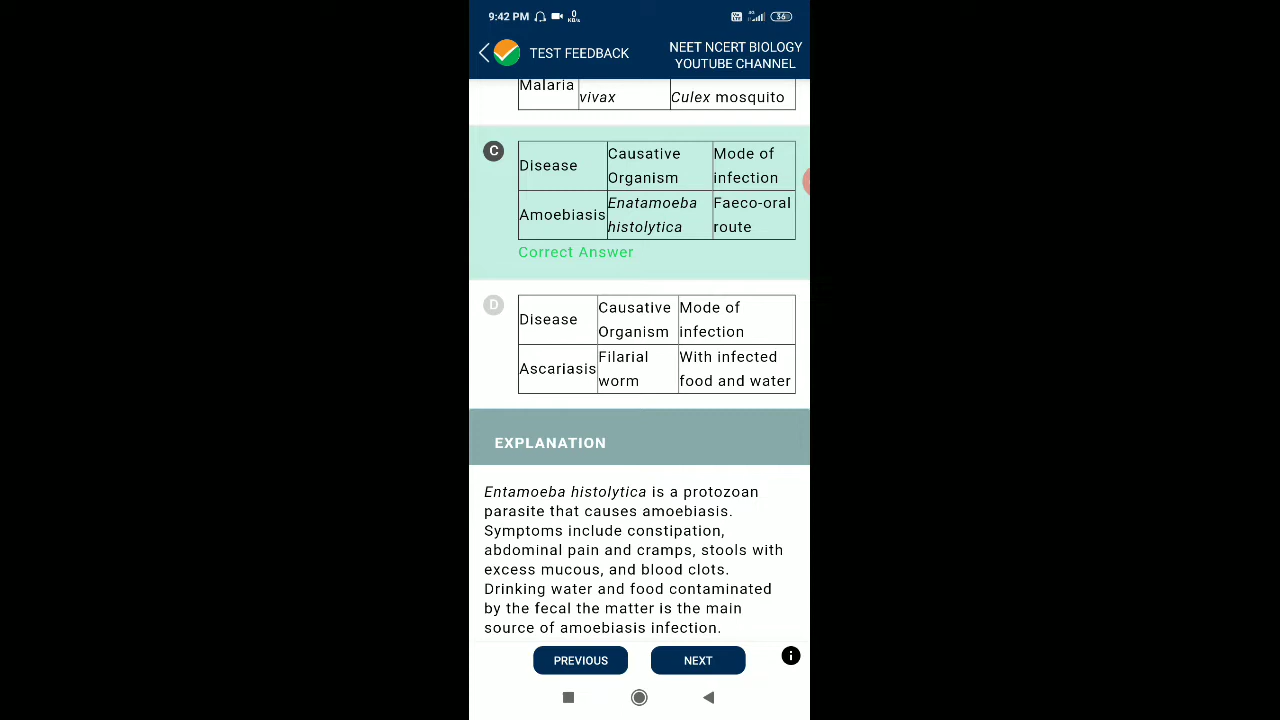 9:42 PM 0 KB/s 4G 36
TEST FEEDBACK
NEET NCERT BIOLOGY
YOUTUBE CHANNEL
Malaria vivax Culex mosquito
C
Disease Causative Organism Mode of infection
Amoebiasis Enatamoeba histolytica Faeco-oral route
Correct Answer
D
Disease Causative Organism Mode of infection
Ascariasis Filarial worm With infected food and water
EXPLANATION
Entamoeba histolytica is a protozoan
parasite that causes amoebiasis.
Symptoms include constipation,
abdominal pain and cramps, stools with
excess mucous, and blood clots.
Drinking water and food contaminated
by the fecal the matter is the main
source of amoebiasis infection.
PREVIOUS NEXT